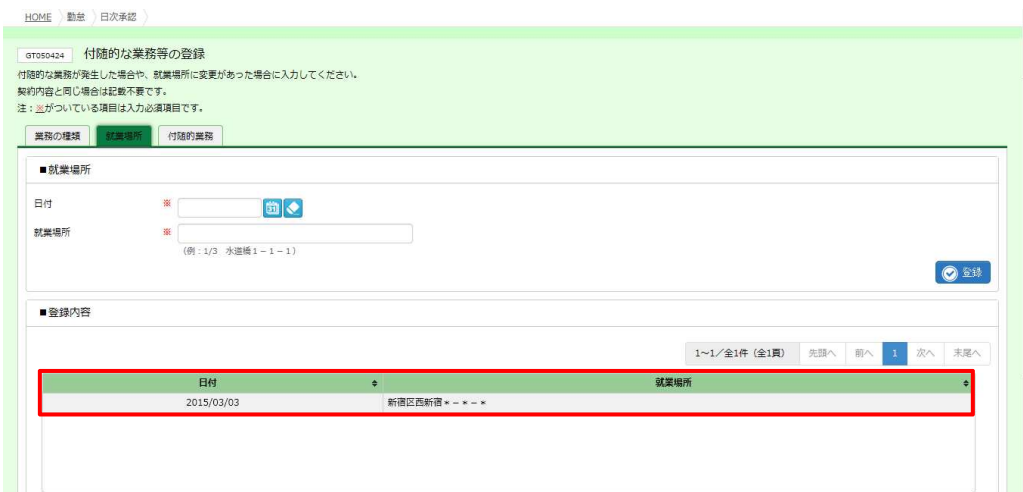 HOME 勤怠 日次承認
GT050424 付随的な業務等の登録
付随的な業務が発生した場合や、就業場所に変更があった場合に入力してください。
契約内容と同じ場合は記載不要です。
注:※がついている項目は入力必須項目です。
業務の種類 就業場所 付随的業務
■就業場所
日付 ※ 31
就業場所 ※
(例:1/3 水道橋1-1-1)
登録
■登録内容
1~1/全1件 (全1頁) 先頭へ 前へ 1 次へ 末尾へ
日付 就業場所
2015/03/03 新宿区西新宿*-*-*